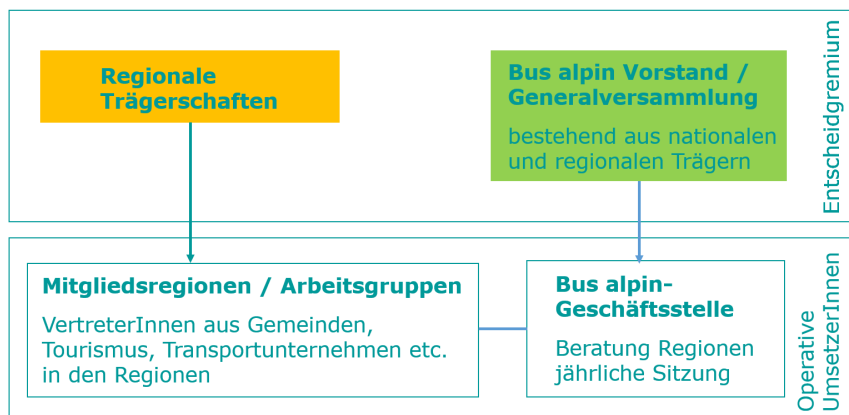 Regionale
Trägerschaften
Bus alpin Vorstand /
Generalversammlung
bestehend aus nationalen
und regionalen Trägern
Entscheidgremium
Mitgliedsregionen / Arbeitsgruppen
VertreterInnen aus Gemeinden,
Tourismus, Transportunternehmen etc.
in den Regionen
Bus alpin-
Geschäftsstelle
Beratung Regionen
jährliche Sitzung
Operative
UmsetzerInnen